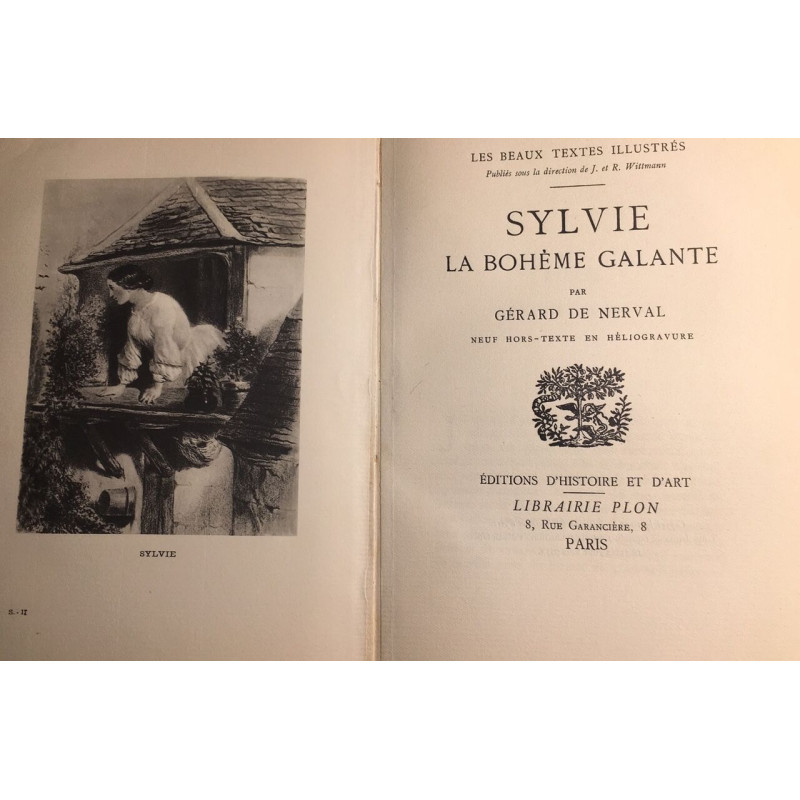 SYLVIE
S.-II
LES BEAUX TEXTES ILLUSTRÉS
Publiés sous la direction de J. et R. Wittmann
SYLVIE
LA BOHÈME GALANTE
PAR
GÉRARD DE NERVAL
NEUF HORS-TEXTE EN HÉLIOGRAVURE
ÉDITIONS D'HISTOIRE ET D'ART
LIBRAIRIE PLON
8, RUE GARANCIÈRE, 8
PARIS